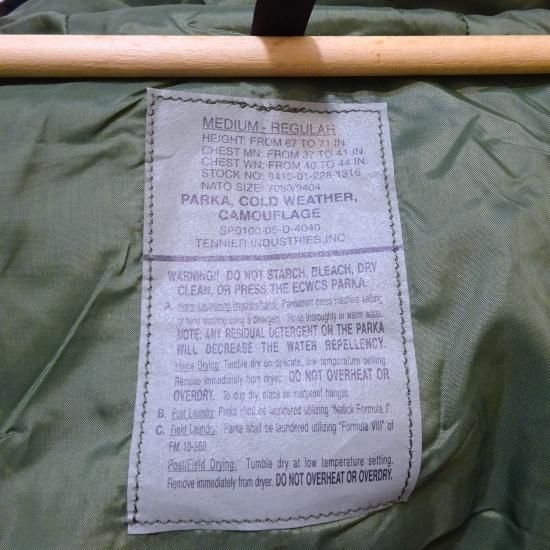 MEDIUM - REGULAR
HEIGHT: FROM 67 TO 71 IN.
CHEST MN: FROM 37 TO 41 IN.
CHEST WN: FROM 40 TO 44 IN.
STOCK NO: 8415-01-228-1316
NATO SIZE: 7080/9404
PARKA, COLD WEATHER,
CAMOUFLAGE
SP0100-05-D-4040
TENNIER INDUSTRIES, INC
WARNING!! DO NOT STARCH, BLEACH, DRY
CLEAN, OR PRESS THE ECWCS PARKA.
A. Home Laundering (machine/hand): Permanent press machine setting
or hand washing using a detergent. Rinse thoroughly in warm water.
NOTE: ANY RESIDUAL DETERGENT ON THE PARKA
WILL DECREASE THE WATER REPELLENCY.
Home Drying: Tumble dry on delicate, low temperature setting.
Remove immediately from dryer. DO NOT OVERHEAT OR
OVERDRY. To drip dry, place on rustproof hanger.
B. Post Laundry: Parka shall be laundered utilizing "Natick Formula I".
C. Field Laundry: Parka shall be laundered utilizing "Formula VIII" of
FM 10-280.
Post/Field Drying: Tumble dry at low temperature setting.
Remove immediately from dryer. DO NOT OVERHEAT OR OVERDRY.